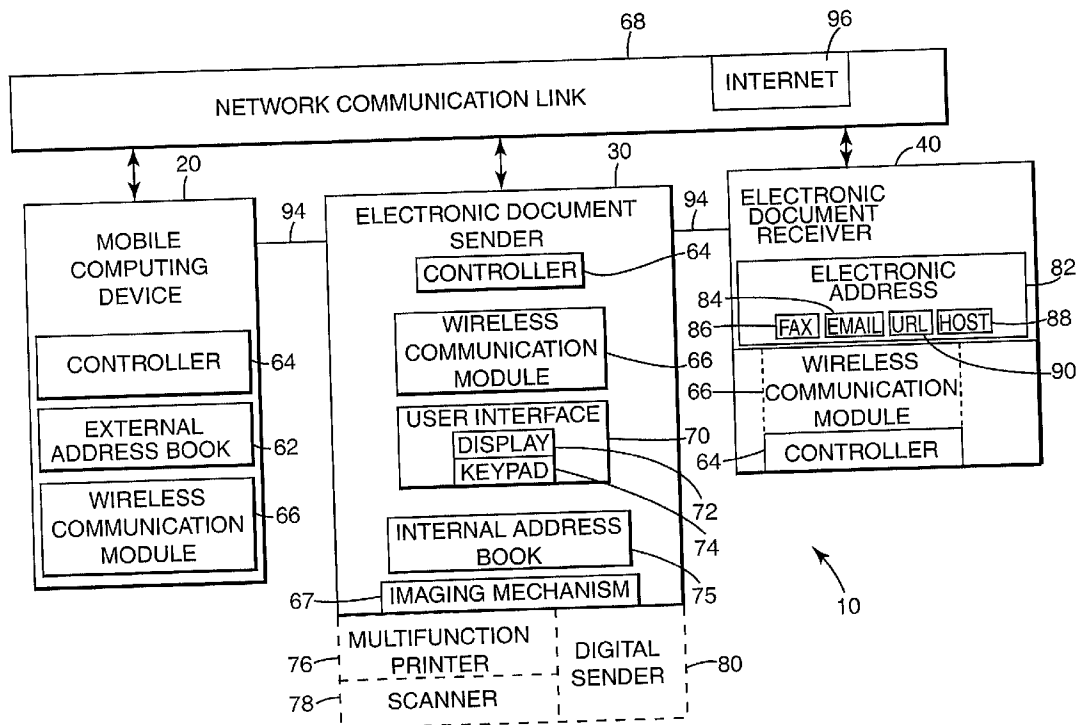 68
96
NETWORK COMMUNICATION LINK
INTERNET
20
30
40
MOBILE
COMPUTING
DEVICE
CONTROLLER
64
EXTERNAL
ADDRESS BOOK
62
WIRELESS
COMMUNICATION
MODULE
66
94
ELECTRONIC DOCUMENT
SENDER
CONTROLLER
64
WIRELESS
COMMUNICATION
MODULE
66
USER INTERFACE
70
DISPLAY
72
KEYPAD
74
INTERNAL ADDRESS
BOOK
75
67
IMAGING MECHANISM
76
MULTIFUNCTION
PRINTER
78
SCANNER
DIGITAL
SENDER
80
94
ELECTRONIC
DOCUMENT
RECEIVER
ELECTRONIC
ADDRESS
82
84
86
FAX
EMAIL
URL
HOST
88
90
66
WIRELESS
COMMUNICATION
MODULE
64
CONTROLLER
10